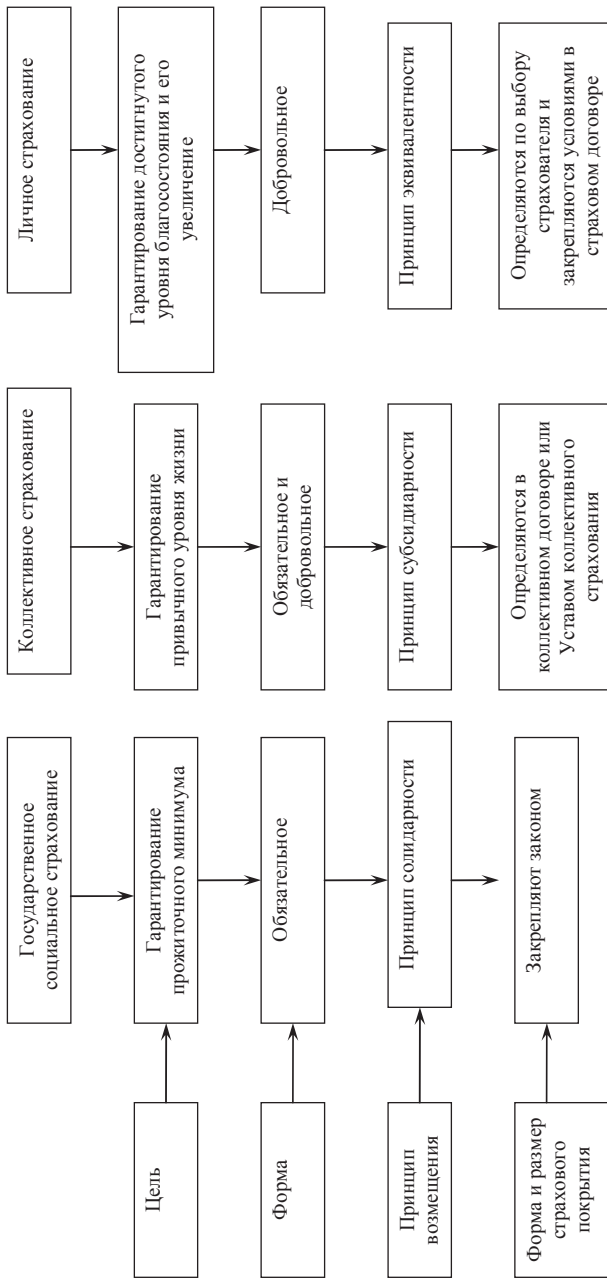 Государственное
социальное страхование
Коллективное страхование
Личное страхование
Цель
Гарантирование
прожиточного минимума
Гарантирование
привычного уровня жизни
Гарантирование достигнутого
уровня благосостояния и его
увеличение
Форма
Обязательное
Обязательное и
добровольное
Добровольное
Принцип
возмещения
Принцип солидарности
Принцип субсидиарности
Принцип эквивалентности
Форма и размер
страхового
покрытия
Закрепляют законом
Определяются в
коллективном договоре или
Уставом коллективного
страхования
Определяются по выбору
страхователя и
закрепляются условиями в
страховом договоре